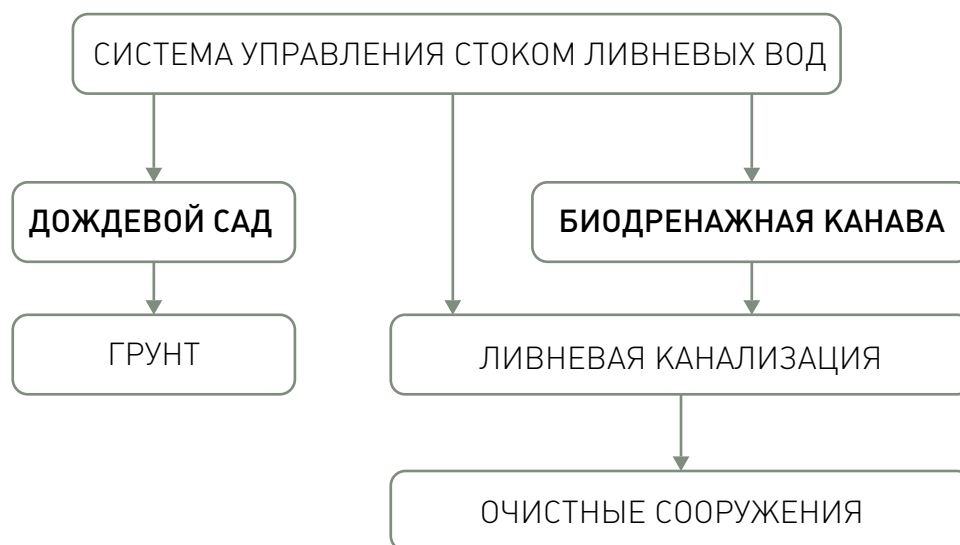 СИСТЕМА УПРАВЛЕНИЯ СТОКОМ ЛИВНЕВЫХ ВОД
ДОЖДЕВОЙ САД
БИОДРЕНАЖНАЯ КАНАВА
ГРУНТ
ЛИВНЕВАЯ КАНАЛИЗАЦИЯ
ОЧИСТНЫЕ СООРУЖЕНИЯ